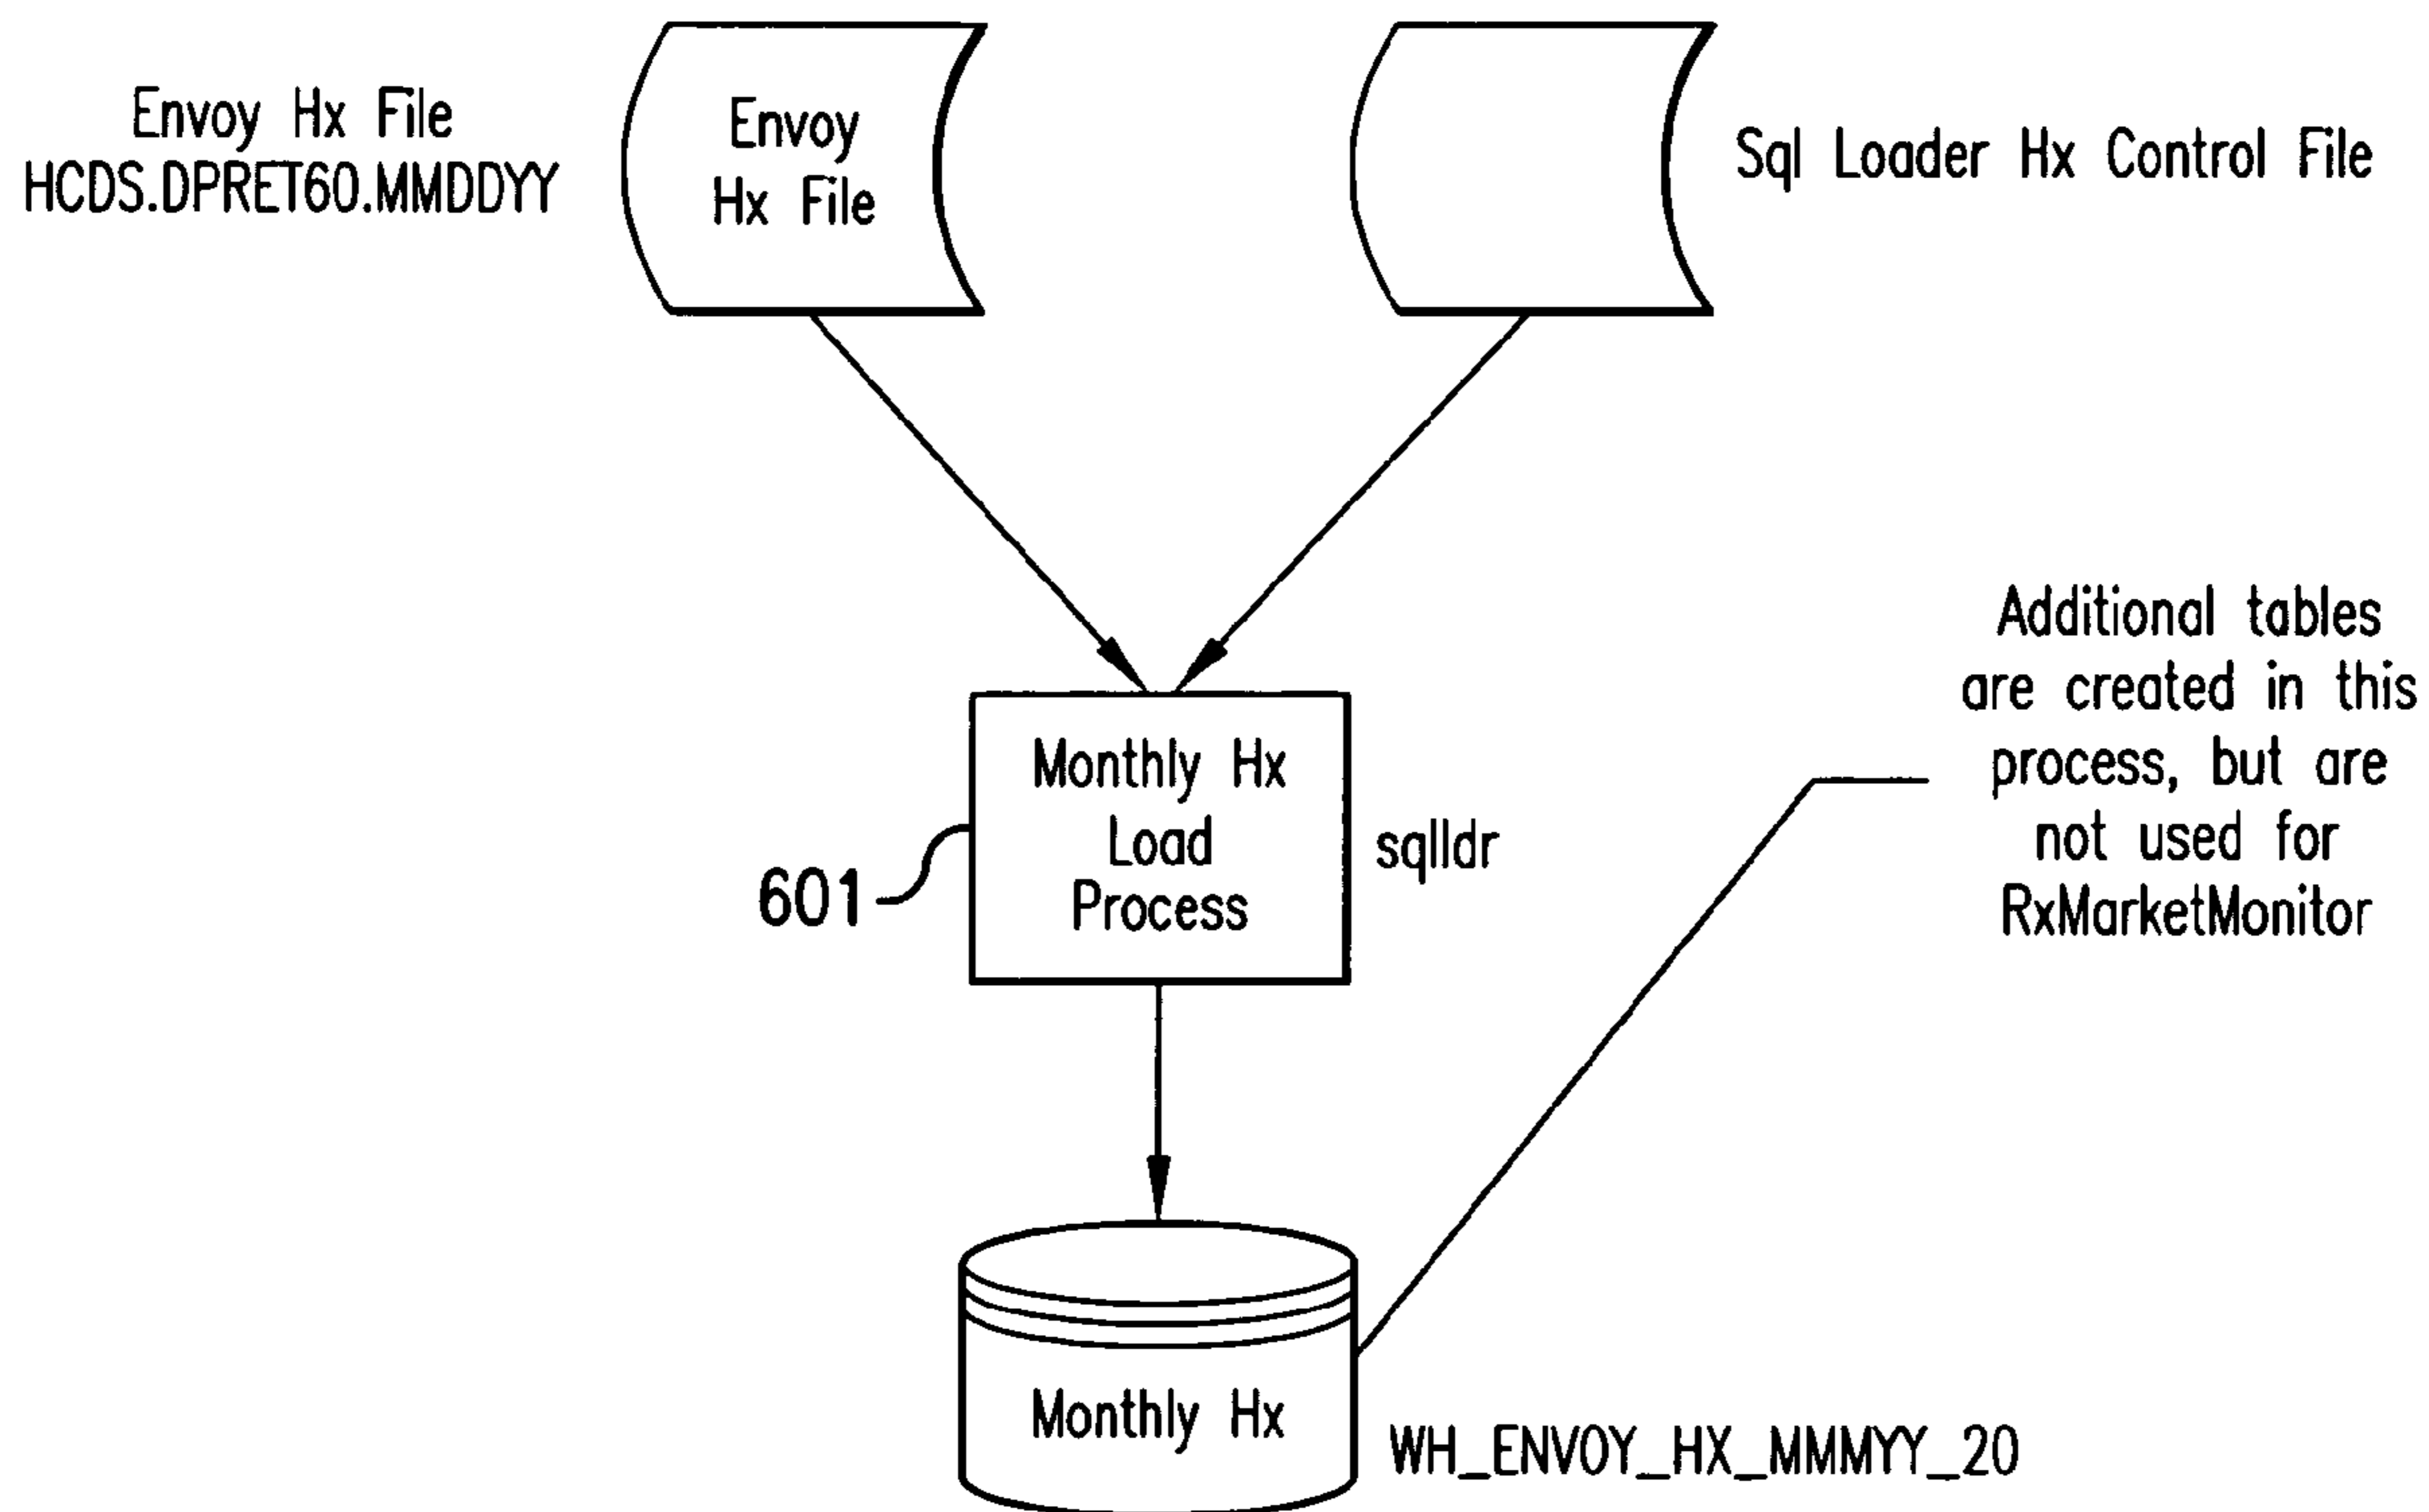 Envoy Hx File
HCDS.DPRET60.MMDDYY
Envoy
Hx File
Sql Loader Hx Control File
Monthly Hx
Load
Process
601
sqlldr
Additional tables
are created in this
process, but are
not used for
RxMarketMonitor
Monthly Hx
WH_ENVOY_HX_MMMYY_20